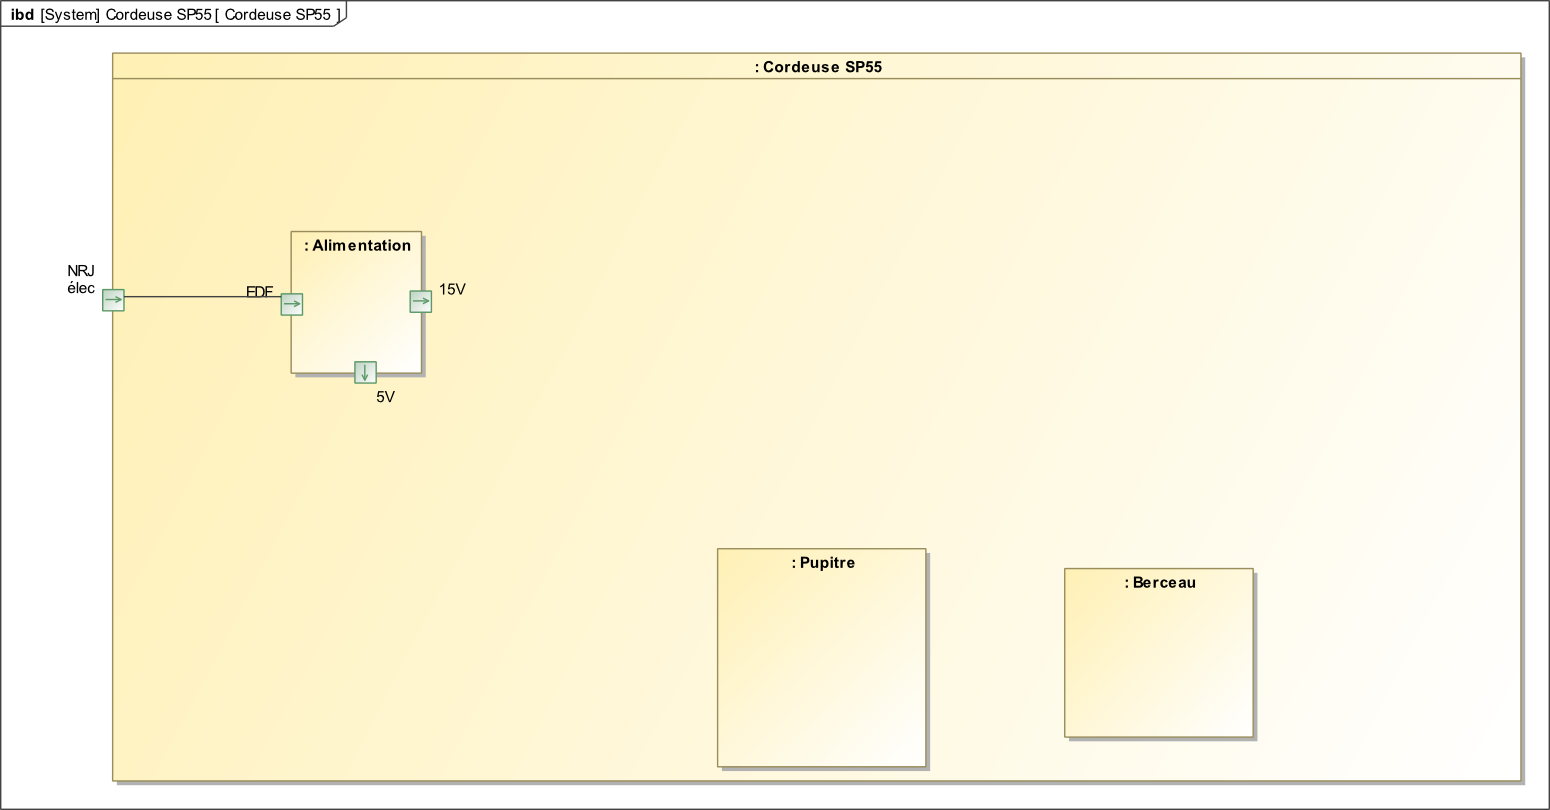 ibd [System] Cordeuse SP55 [ Cordeuse SP55 ]
: Cordeuse SP55
: Alimentation
NRJ
élec
EDF
15V
5V
: Pupitre
: Berceau